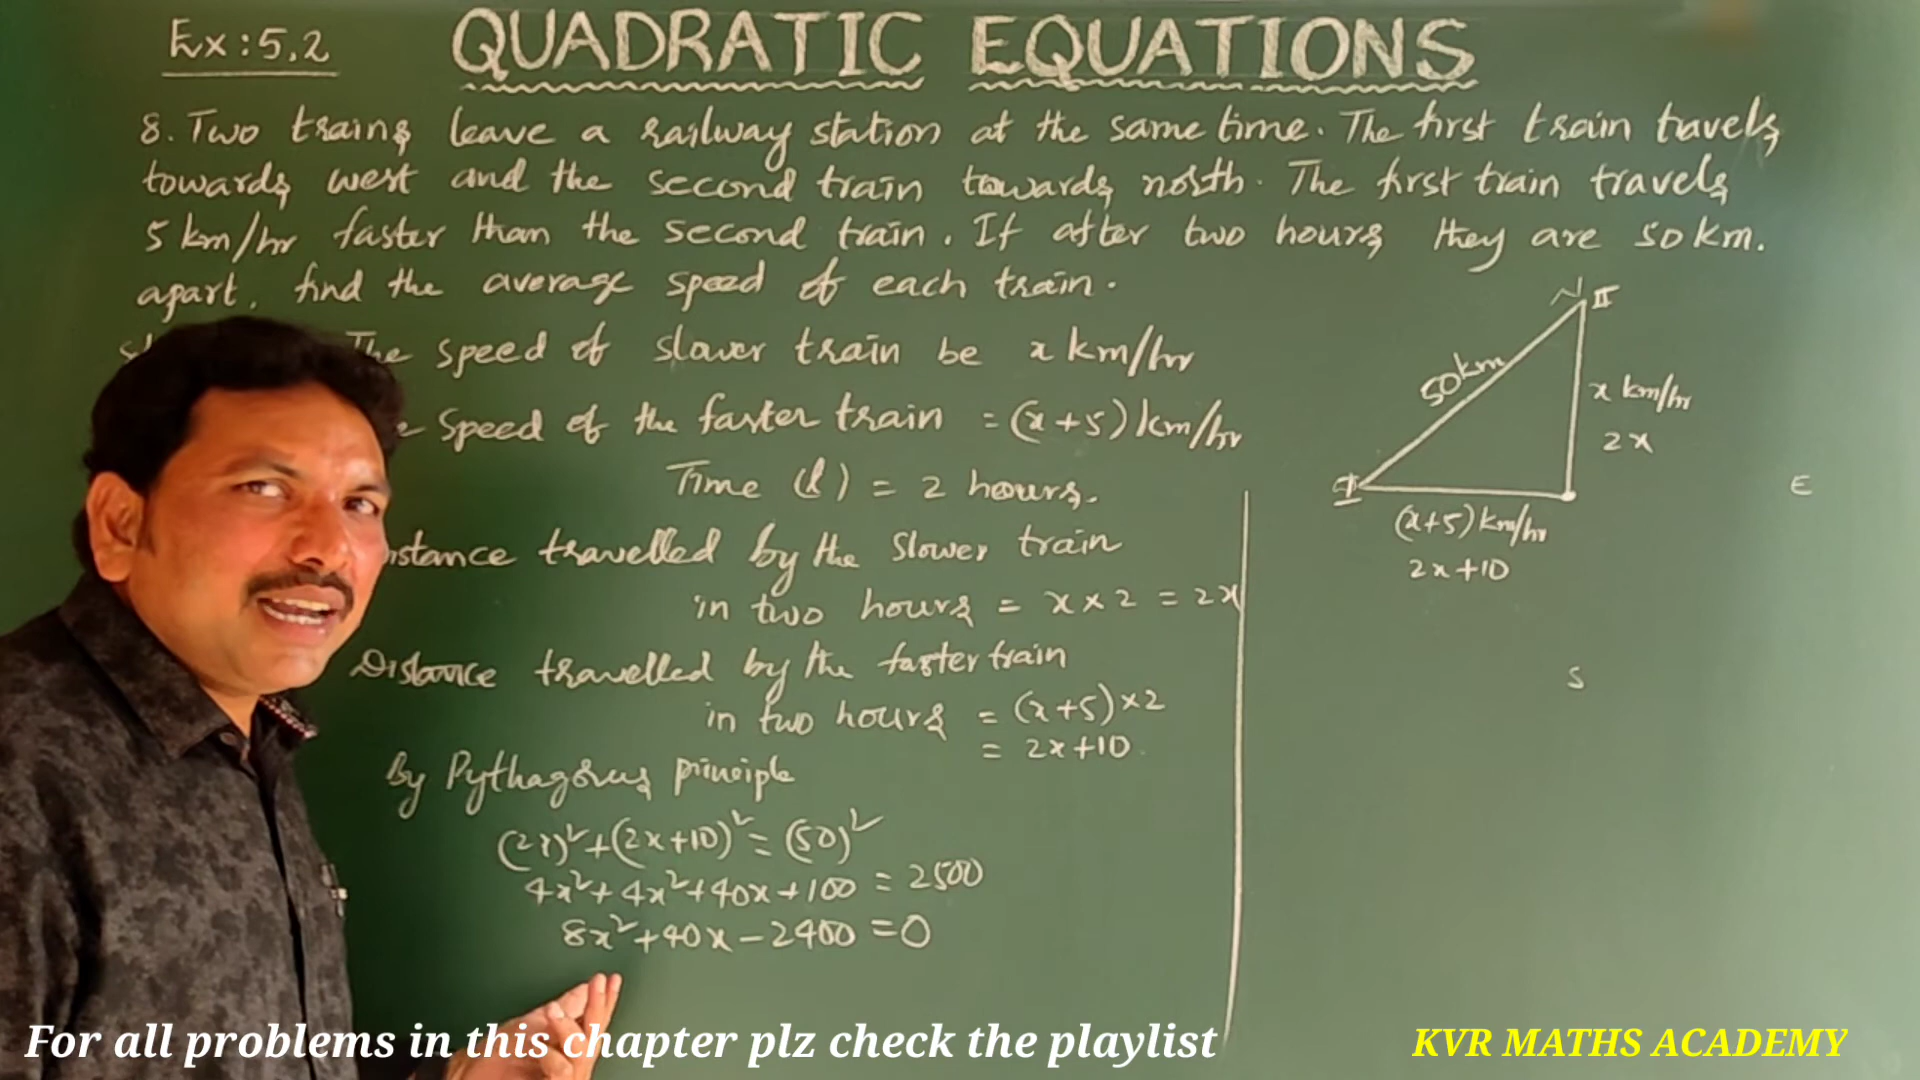 Ex:5.2
QUADRATIC EQUATIONS
8. Two trains leave a railway station at the same time. The first train travels
towards west and the second train towards north. The first train travels
5 km/hr faster than the second train. If after two hours they are 50 km.
apart, find the average speed of each train.
The speed of slower train be x km/hr
Speed of the faster train = (x+5) km/hr
Time (t) = 2 hours.
istance travelled by the slower train
in two hours = x × 2 = 2x
Distance travelled by the faster train
in two hours = (x+5)×2
= 2x+10
By Pythagorus principle
(2x)²+(2x+10)² = (50)²
4x²+4x²+40x+100 = 2500
8x²+40x-2400 = 0
N II
50km
x km/hr
2x
I
E
(x+5) km/hr
2x+10
S
For all problems in this chapter plz check the playlist
KVR MATHS ACADEMY